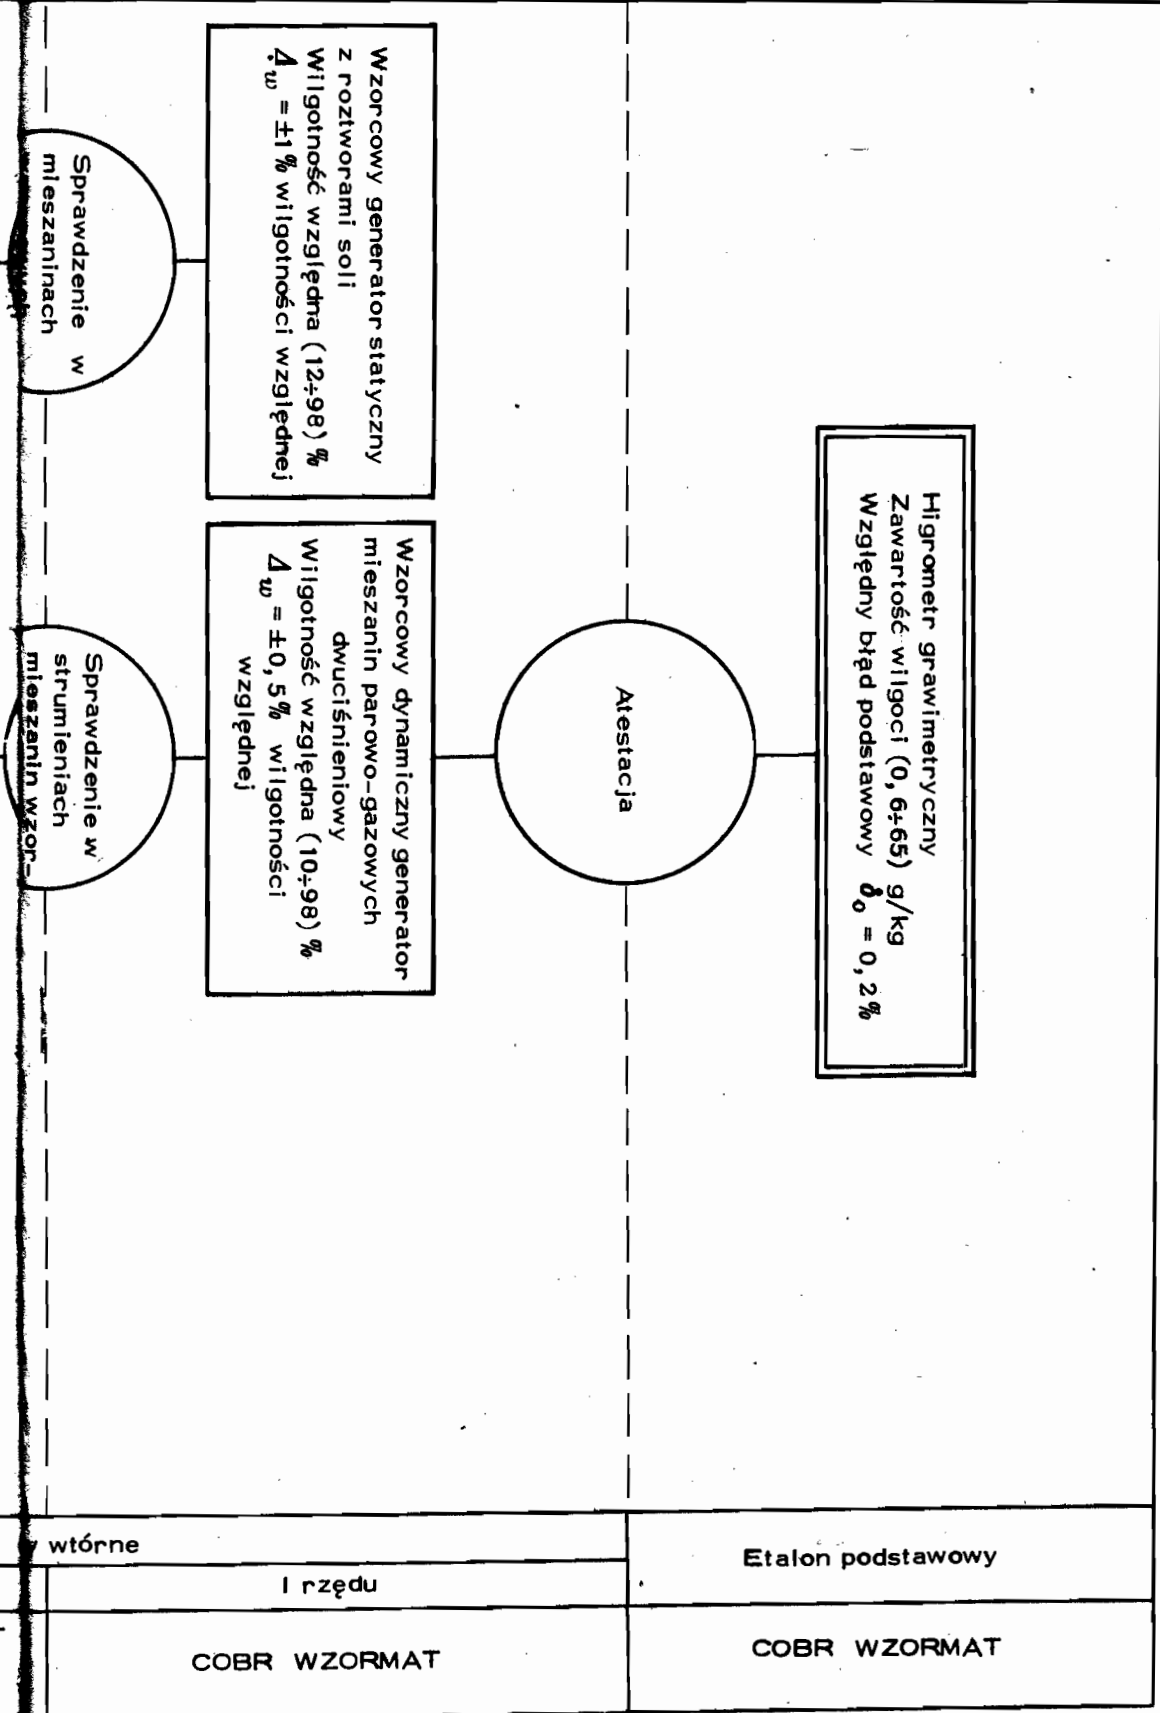 Higrometr grawimetryczny
Zawartość wilgoci (0,6÷65) g/kg
Względny błąd podstawowy δ₀ = 0,2%
Atestacja
Wzorcowy generator statyczny
z roztworami soli
Wilgotność względna (12÷98)%
Δw = ±1% wilgotności względnej
Wzorcowy dynamiczny generator
mieszanin parowo-gazowych
dwuciśnieniowy
Wilgotność względna (10÷98)%
Δw = ±0,5% wilgotności
względnej
Sprawdzenie w
mieszaninach
Sprawdzenie w
strumieniach
mieszanin wzor-
wtórne
I rzędu
Etalon podstawowy
COBR WZORMAT
COBR WZORMAT